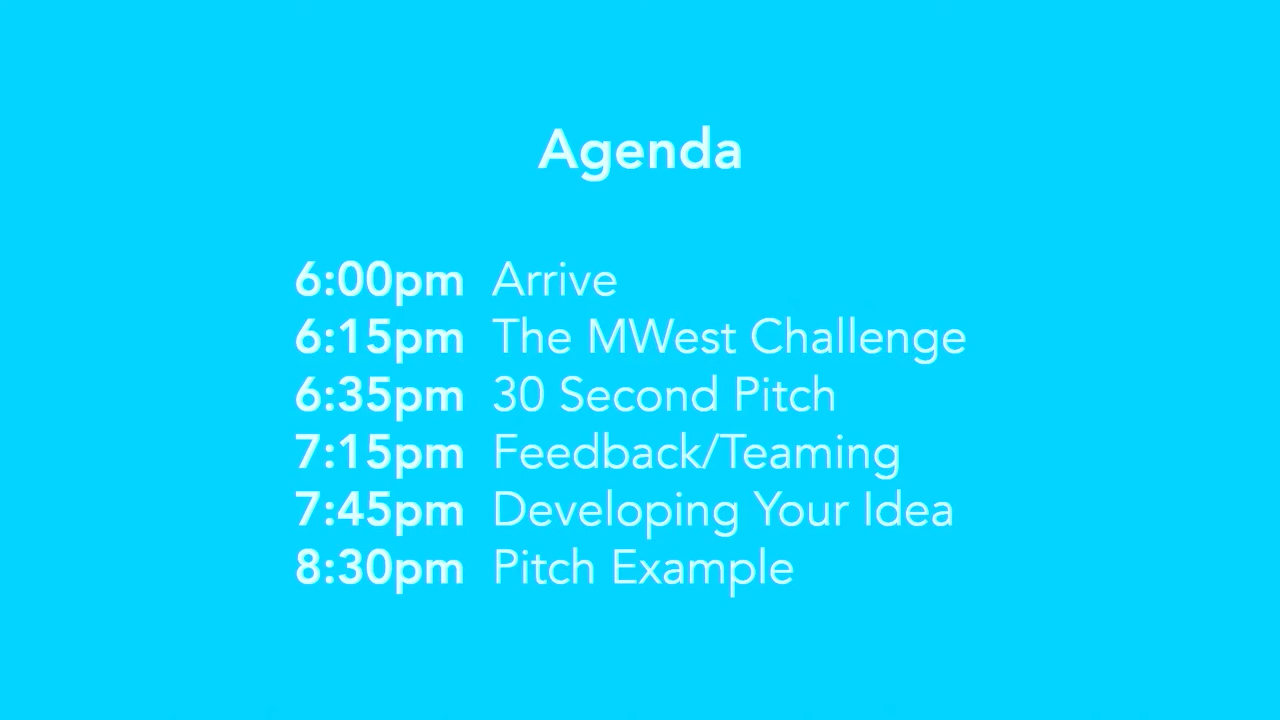 Agenda
6:00pm Arrive
6:15pm The MWest Challenge
6:35pm 30 Second Pitch
7:15pm Feedback/Teaming
7:45pm Developing Your Idea
8:30pm Pitch Example